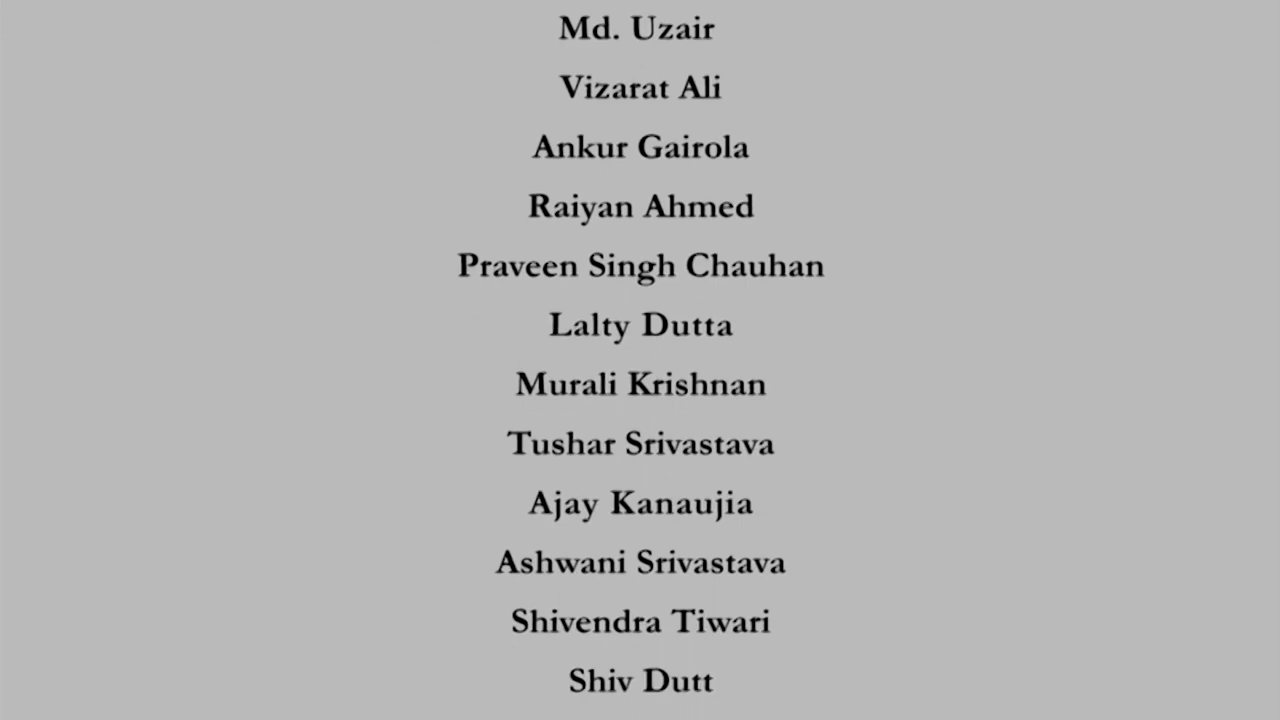 Md. Uzair
Vizarat Ali
Ankur Gairola
Raiyan Ahmed
Praveen Singh Chauhan
Lalty Dutta
Murali Krishnan
Tushar Srivastava
Ajay Kanaujia
Ashwani Srivastava
Shivendra Tiwari
Shiv Dutt